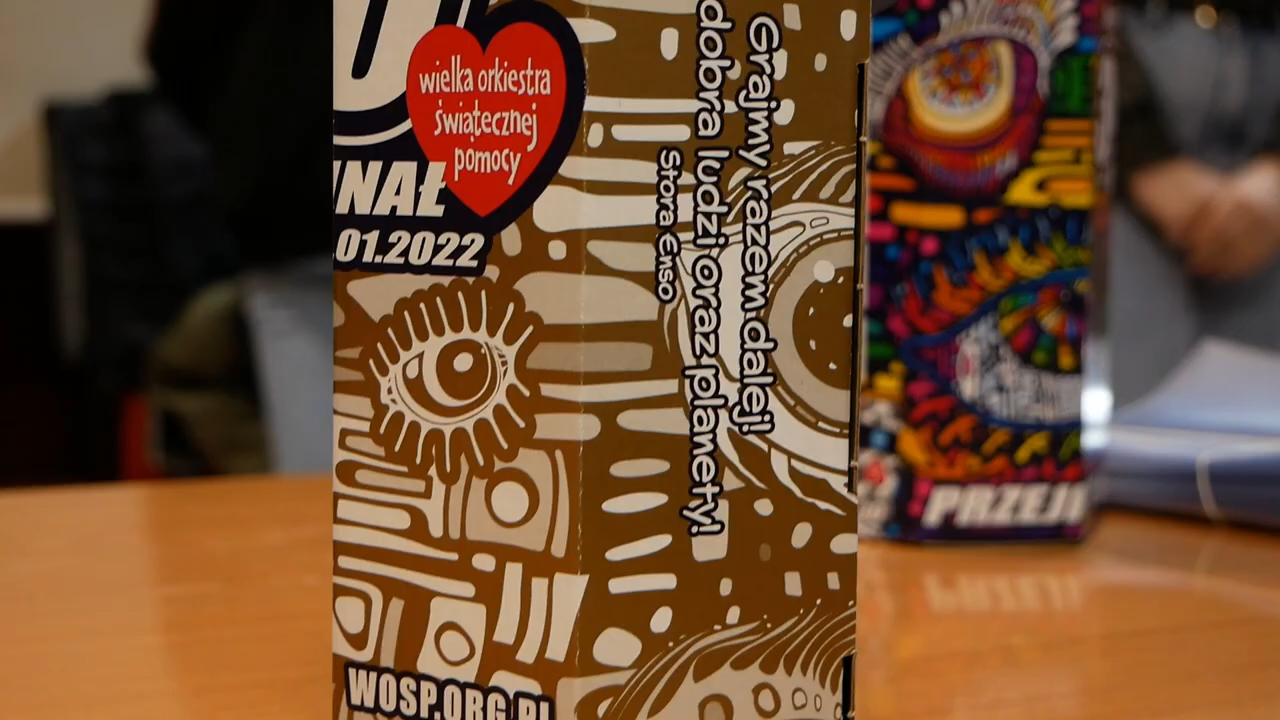 wielka orkiestra
świątecznej
pomocy
NAŁ
.01.2022
Grajmy razem dalej!
dobra ludzi oraz planety!
Stora Enso
WOSP.ORG.PL
PRZEJ